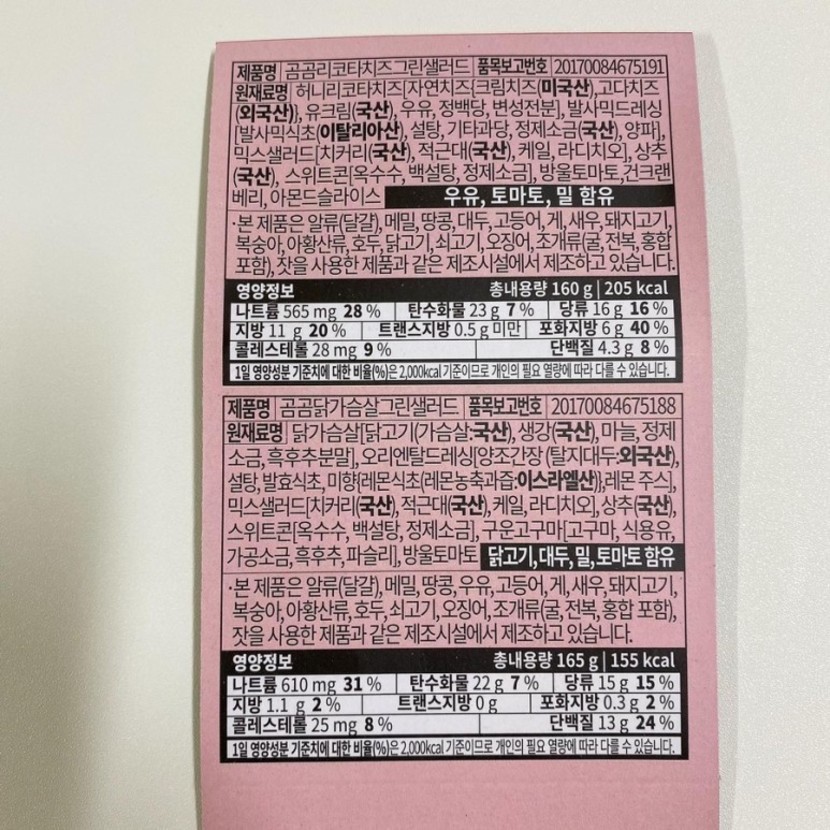 제품명 곰곰리코타치즈그린샐러드 품목보고번호 20170084675191
원재료명 허니리코타치즈[자연치즈{크림치즈(미국산),고다치즈
(외국산)}, 유크림(국산), 우유, 정백당, 변성전분], 발사믹드레싱
[발사믹식초(이탈리아산), 설탕, 기타과당, 정제소금(국산), 양파],
믹스샐러드[치커리(국산), 적근대(국산), 케일, 라디치오], 상추
(국산), 스위트콘[옥수수, 백설탕, 정제소금], 방울토마토,건크랜
베리, 아몬드슬라이스 우유, 토마토, 밀 함유
·본 제품은 알류(달걀), 메밀, 땅콩, 대두, 고등어, 게, 새우, 돼지고기,
복숭아, 아황산류, 호두, 닭고기, 쇠고기, 오징어, 조개류(굴, 전복, 홍합
포함), 잣을 사용한 제품과 같은 제조시설에서 제조하고 있습니다.
영양정보 총내용량 160 g | 205 kcal
나트륨 565 mg 28 % 탄수화물 23 g 7 % 당류 16 g 16 %
지방 11 g 20 % 트랜스지방 0.5 g 미만 포화지방 6 g 40 %
콜레스테롤 28 mg 9 % 단백질 4.3 g 8 %
1일 영양성분 기준치에 대한 비율(%)은 2,000kcal 기준이므로 개인의 필요 열량에 따라 다를 수 있습니다.
제품명 곰곰닭가슴살그린샐러드 품목보고번호 20170084675188
원재료명 닭가슴살[닭고기(가슴살:국산), 생강(국산), 마늘, 정제
소금, 흑후추분말], 오리엔탈드레싱[양조간장 (탈지대두:외국산),
설탕, 발효식초, 미향{레몬식초(레몬농축과즙:이스라엘산)},레몬 주스],
믹스샐러드[치커리(국산), 적근대(국산), 케일, 라디치오], 상추(국산),
스위트콘[옥수수, 백설탕, 정제소금], 구운고구마[고구마, 식용유,
가공소금, 흑후추, 파슬리], 방울토마토 닭고기, 대두, 밀, 토마토 함유
·본 제품은 알류(달걀), 메밀, 땅콩, 우유, 고등어, 게, 새우, 돼지고기,
복숭아, 아황산류, 호두, 쇠고기, 오징어, 조개류(굴, 전복, 홍합 포함),
잣을 사용한 제품과 같은 제조시설에서 제조하고 있습니다.
영양정보 총내용량 165 g | 155 kcal
나트륨 610 mg 31 % 탄수화물 22 g 7 % 당류 15 g 15 %
지방 1.1 g 2 % 트랜스지방 0 g 포화지방 0.3 g 2 %
콜레스테롤 25 mg 8 % 단백질 13 g 24 %
1일 영양성분 기준치에 대한 비율(%)은 2,000kcal 기준이므로 개인의 필요 열량에 따라 다를 수 있습니다.